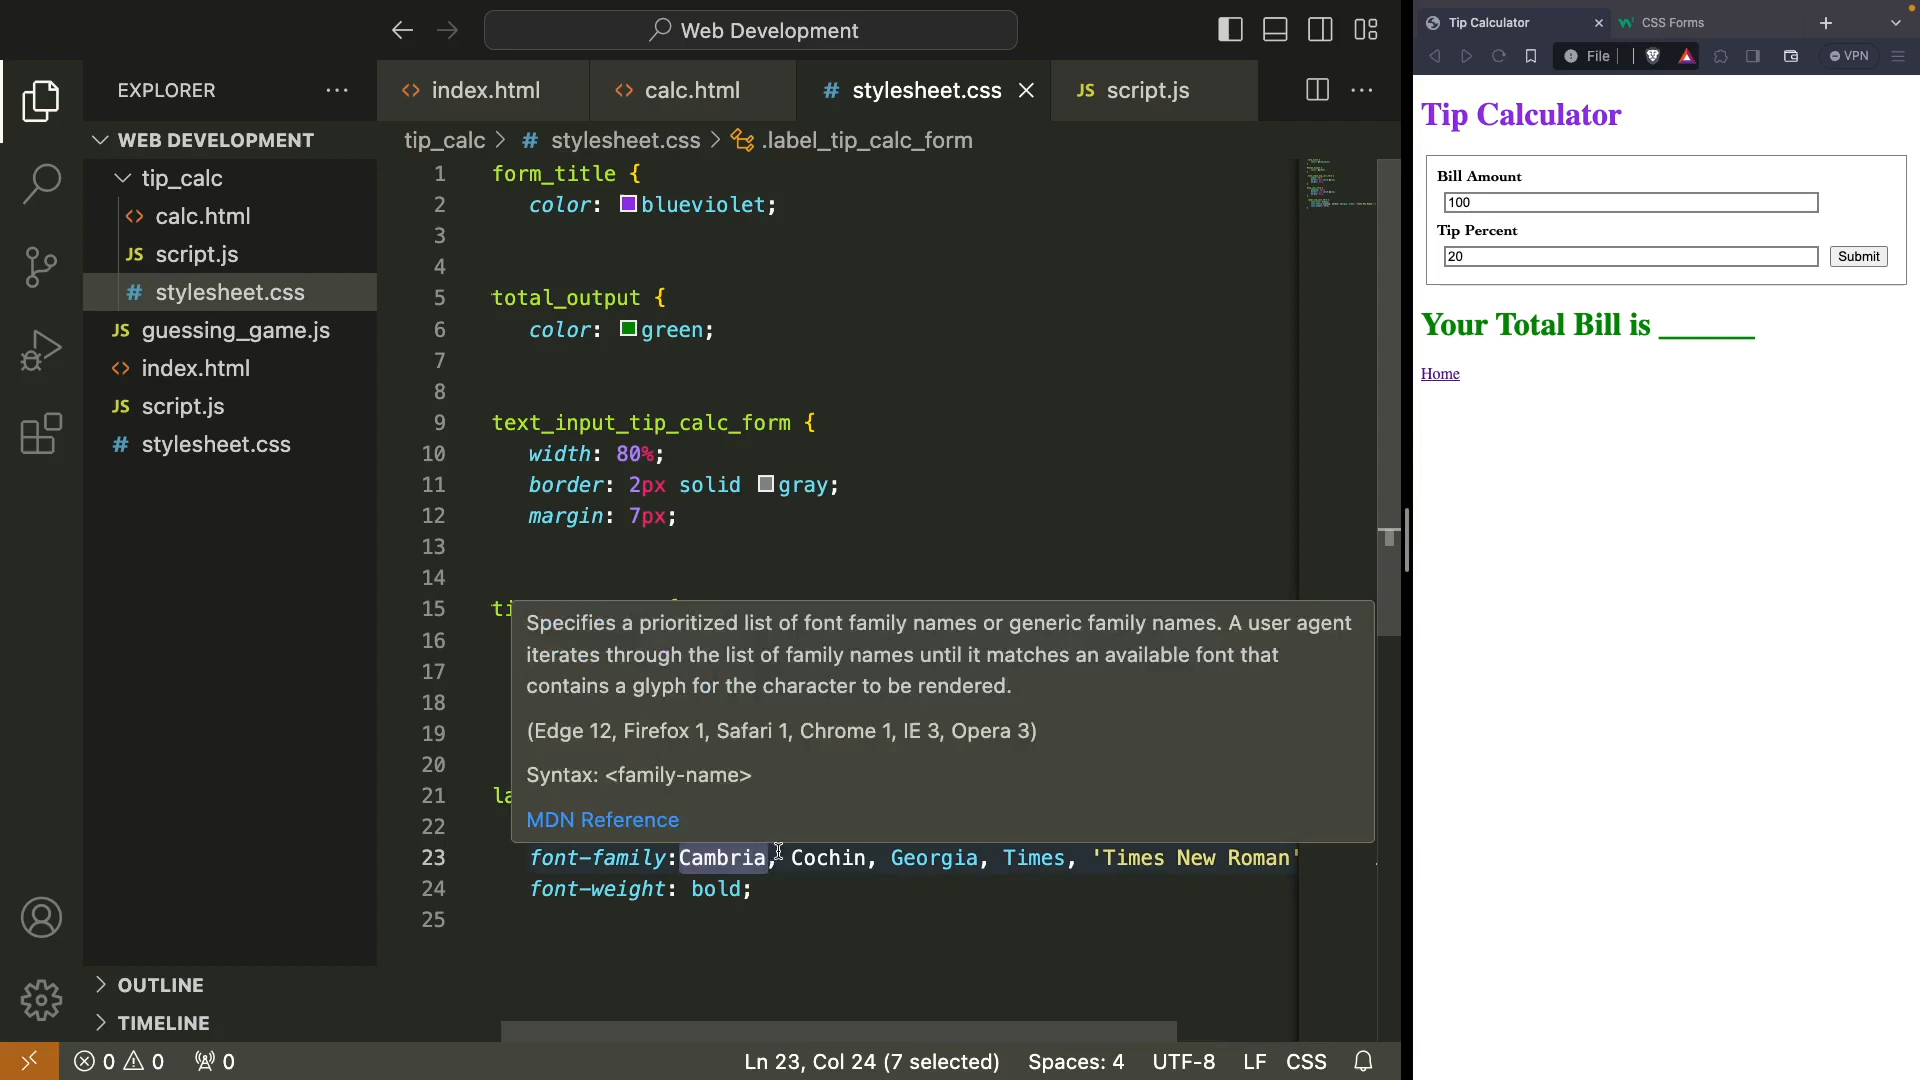 Web Development
Tip Calculator
CSS Forms
File
VPN
EXPLORER
index.html
calc.html
stylesheet.css
JS script.js
WEB DEVELOPMENT
tip_calc
<> calc.html
JS script.js
# stylesheet.css
JS guessing_game.js
<> index.html
JS script.js
# stylesheet.css
OUTLINE
TIMELINE
tip_calc > # stylesheet.css > .label_tip_calc_form
1 form_title {
2 color: blueviolet;
3
4
5 total_output {
6 color: green;
7
8
9 text_input_tip_calc_form {
10 width: 80%;
11 border: 2px solid gray;
12 margin: 7px;
13
14
15 ti
16
17
18
19
20
21 la
22
Specifies a prioritized list of font family names or generic family names. A user agent
iterates through the list of family names until it matches an available font that
contains a glyph for the character to be rendered.
(Edge 12, Firefox 1, Safari 1, Chrome 1, IE 3, Opera 3)
Syntax: <family-name>
MDN Reference
23 font-family:Cambria, Cochin, Georgia, Times, 'Times New Roman'
24 font-weight: bold;
25
0 0 0
Ln 23, Col 24 (7 selected) Spaces: 4 UTF-8 LF CSS
Tip Calculator
Bill Amount
100
Tip Percent
20
Submit
Your Total Bill is ______
Home